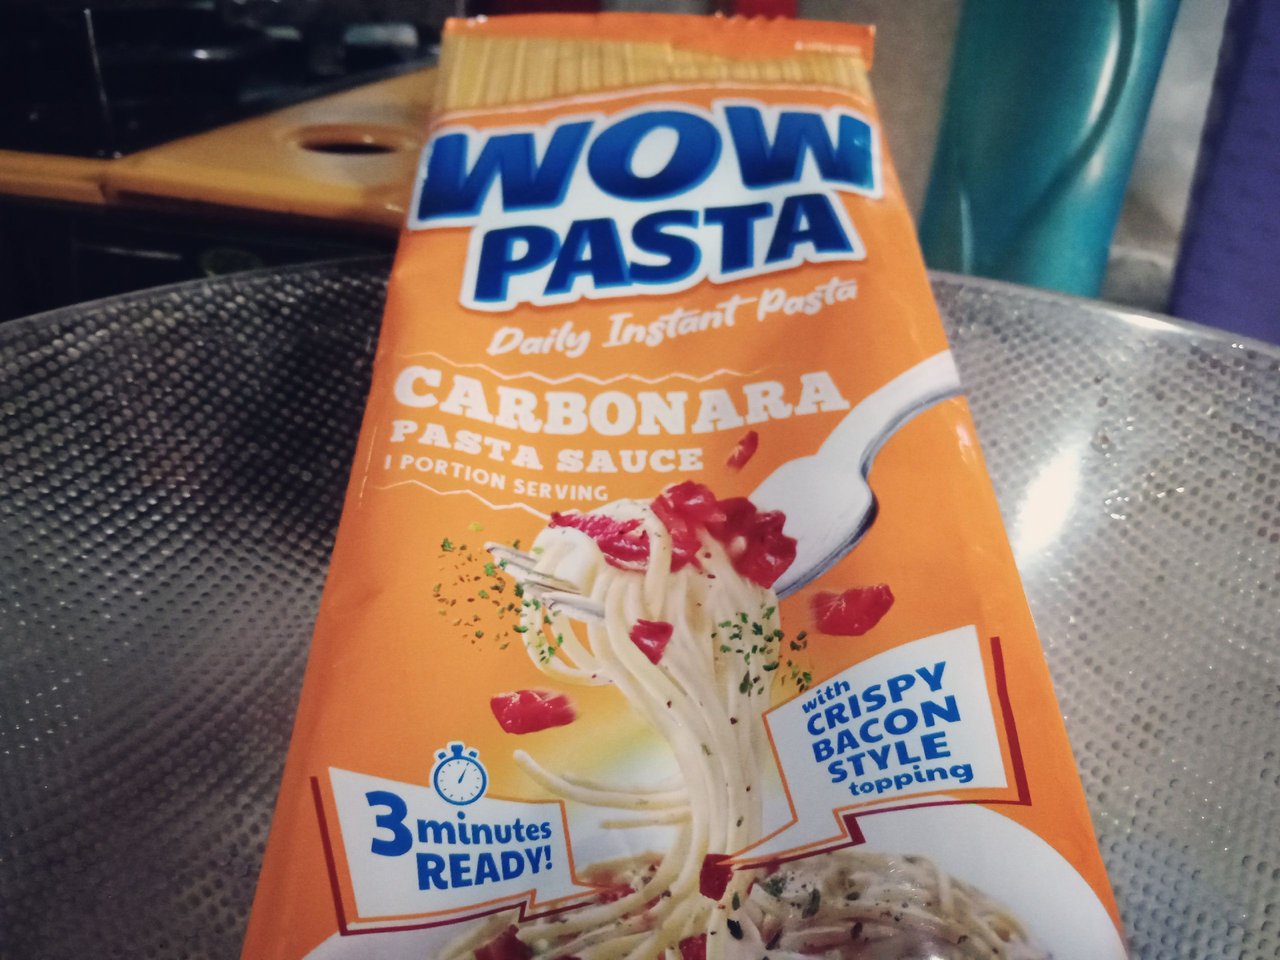 WOW
PASTA
Daily Instant Pasta
CARBONARA
PASTA SAUCE
1 PORTION SERVING
with
CRISPY
BACON
STYLE
topping
3 minutes
READY!